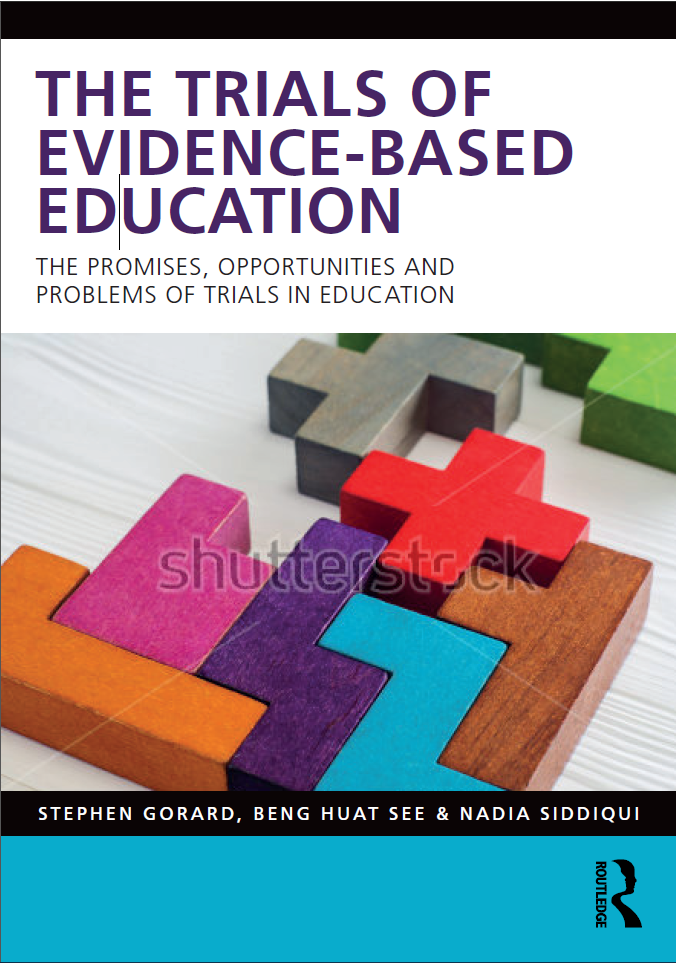 THE TRIALS OF
EVIDENCE-BASED
EDUCATION
THE PROMISES, OPPORTUNITIES AND
PROBLEMS OF TRIALS IN EDUCATION
shutterstock
STEPHEN GORARD, BENG HUAT SEE & NADIA SIDDIQUI
ROUTLEDGE